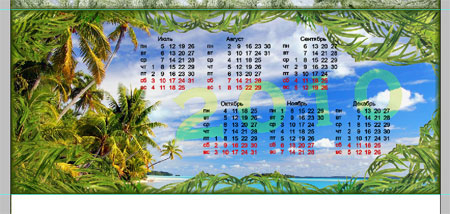 Июль Август Сентябрь
пн 5 12 19 26 пн 2 9 16 23 30 пн 6 13 20 27
вт 6 13 20 27 вт 3 10 17 24 31 вт 7 14 21 28
ср 7 14 21 28 ср 4 11 18 25 ср 1 8 15 22 29
чт 1 8 15 22 29 чт 5 12 19 26 чт 2 9 16 23 30
пт 2 9 16 23 30 пт 6 13 20 27 пт 3 10 17 24
сб 3 10 17 24 31 сб 7 14 21 28 сб 4 11 18 25
вс 4 11 18 25 вс 1 8 15 22 29 вс 5 12 19 26
2010
Октябрь Ноябрь Декабрь
пн 4 11 18 25 пн 1 8 15 22 29 пн 6 13 20 27
вт 5 12 19 26 вт 2 9 16 23 30 вт 7 14 21 28
ср 6 13 20 27 ср 3 10 17 24 ср 1 8 15 22 29
чт 7 14 21 28 чт 4 11 18 25 чт 2 9 16 23 30
пт 1 8 15 22 29 пт 5 12 19 26 пт 3 10 17 24 31
сб 2 9 16 23 30 сб 6 13 20 27 сб 4 11 18 25
вс 3 10 17 24 31 вс 7 14 21 28 вс 5 12 19 26